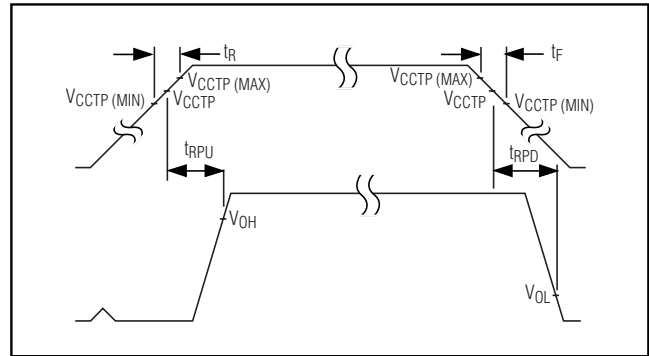 tR
tF
VCCTP (MAX)
VCCTP (MAX)
VCCTP (MIN)
VCCTP
VCCTP
VCCTP (MIN)
tRPU
tRPD
VOH
VOL